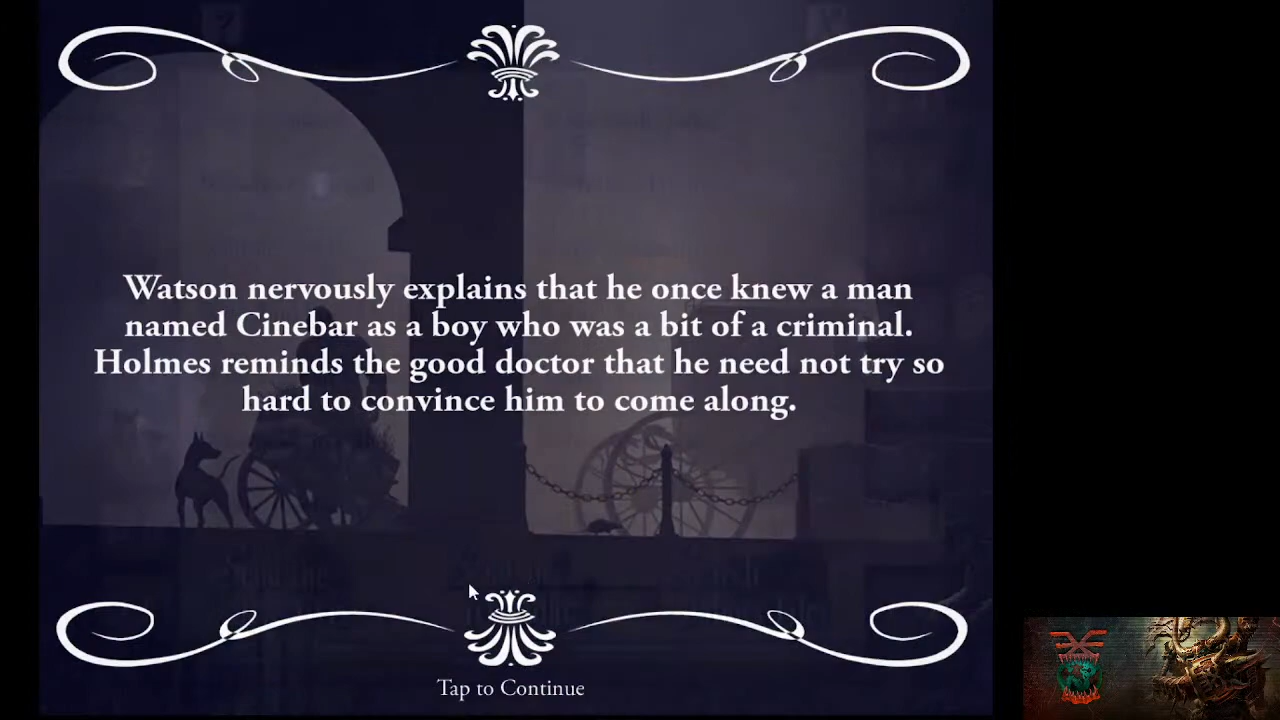 Watson nervously explains that he once knew a man
named Cinebar as a boy who was a bit of a criminal.
Holmes reminds the good doctor that he need not try so
hard to convince him to come along.
Tap to Continue